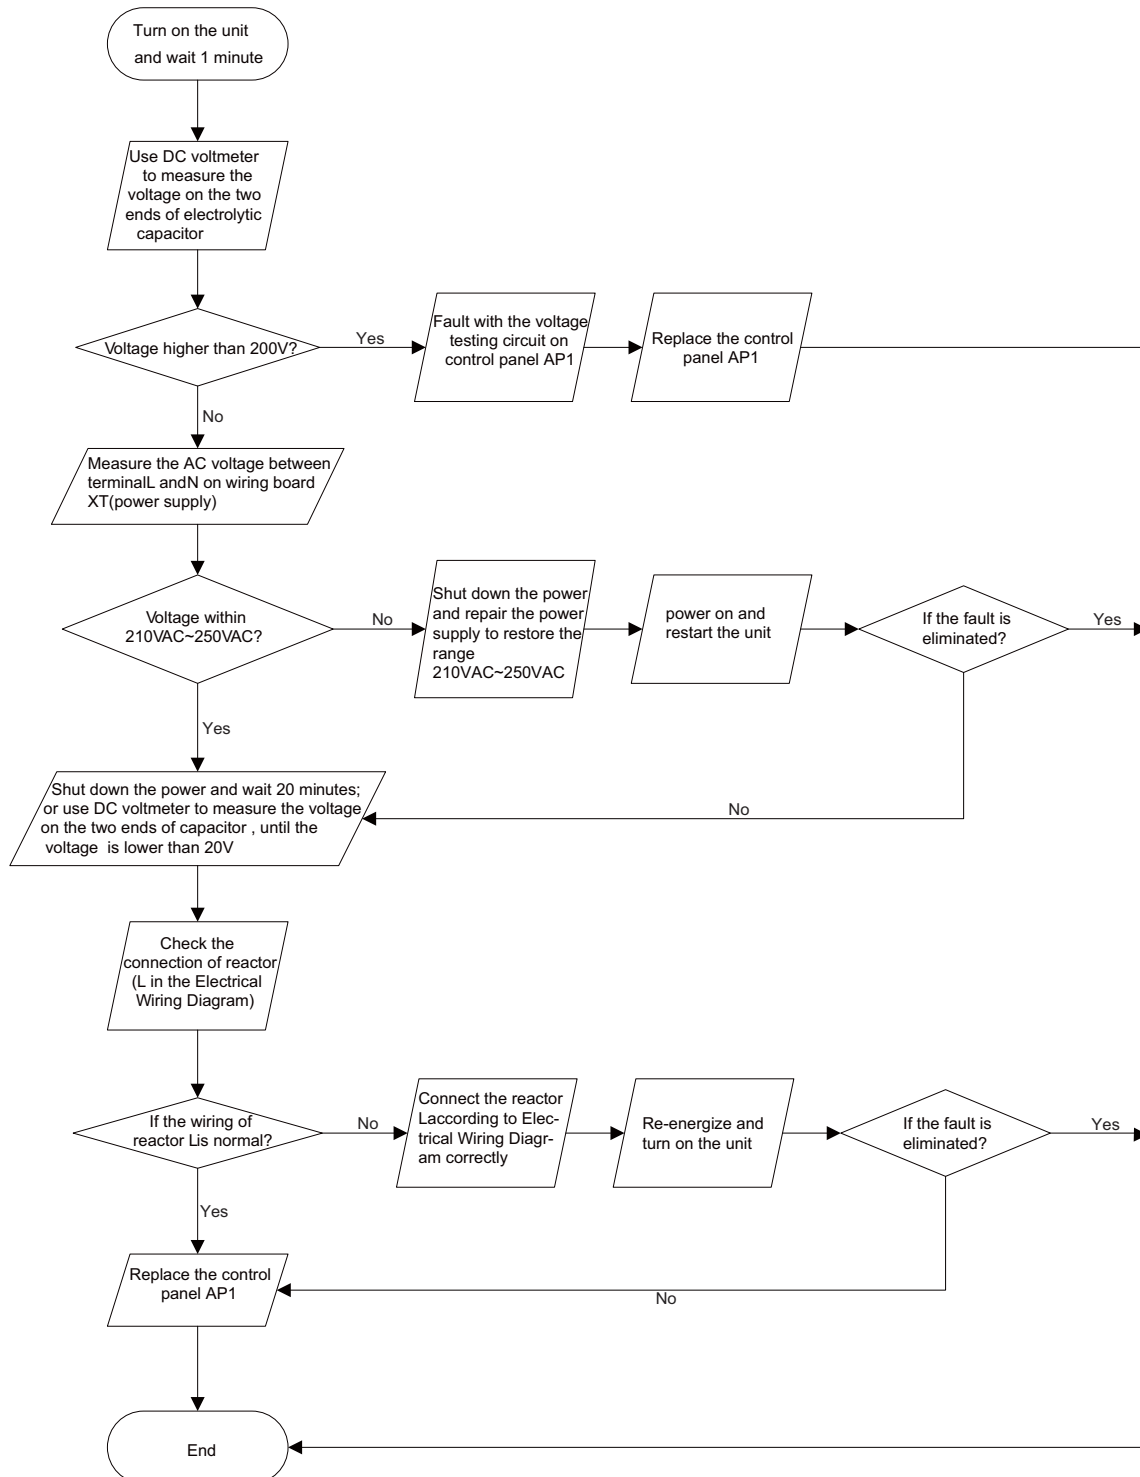 Turn on the unit
and wait 1 minute
Use DC voltmeter
to measure the
voltage on the two
ends of electrolytic
capacitor
Voltage higher than 200V?
Yes
Fault with the voltage
testing circuit on
control panel AP1
Replace the control
panel AP1
No
Measure the AC voltage between
terminalL andN on wiring board
XT(power supply)
Voltage within
210VAC~250VAC?
No
Shut down the power
and repair the power
supply to restore the
range
210VAC~250VAC
power on and
restart the unit
If the fault is
eliminated?
Yes
Yes
No
Shut down the power and wait 20 minutes;
or use DC voltmeter to measure the voltage
on the two ends of capacitor , until the
voltage is lower than 20V
Check the
connection of reactor
(L in the Electrical
Wiring Diagram)
If the wiring of
reactor Lis normal?
No
Connect the reactor
Laccording to Elec-
trical Wiring Diagr-
am correctly
Re-energize and
turn on the unit
If the fault is
eliminated?
Yes
Yes
No
Replace the control
panel AP1
End